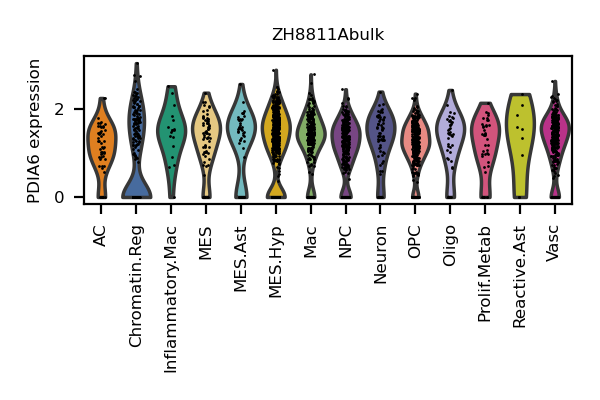 ZH8811Abulk
PDIA6 expression
2
0
AC
Chromatin.Reg
Inflammatory.Mac
MES
MES.Ast
MES.Hyp
Mac
NPC
Neuron
OPC
Oligo
Prolif.Metab
Reactive.Ast
Vasc